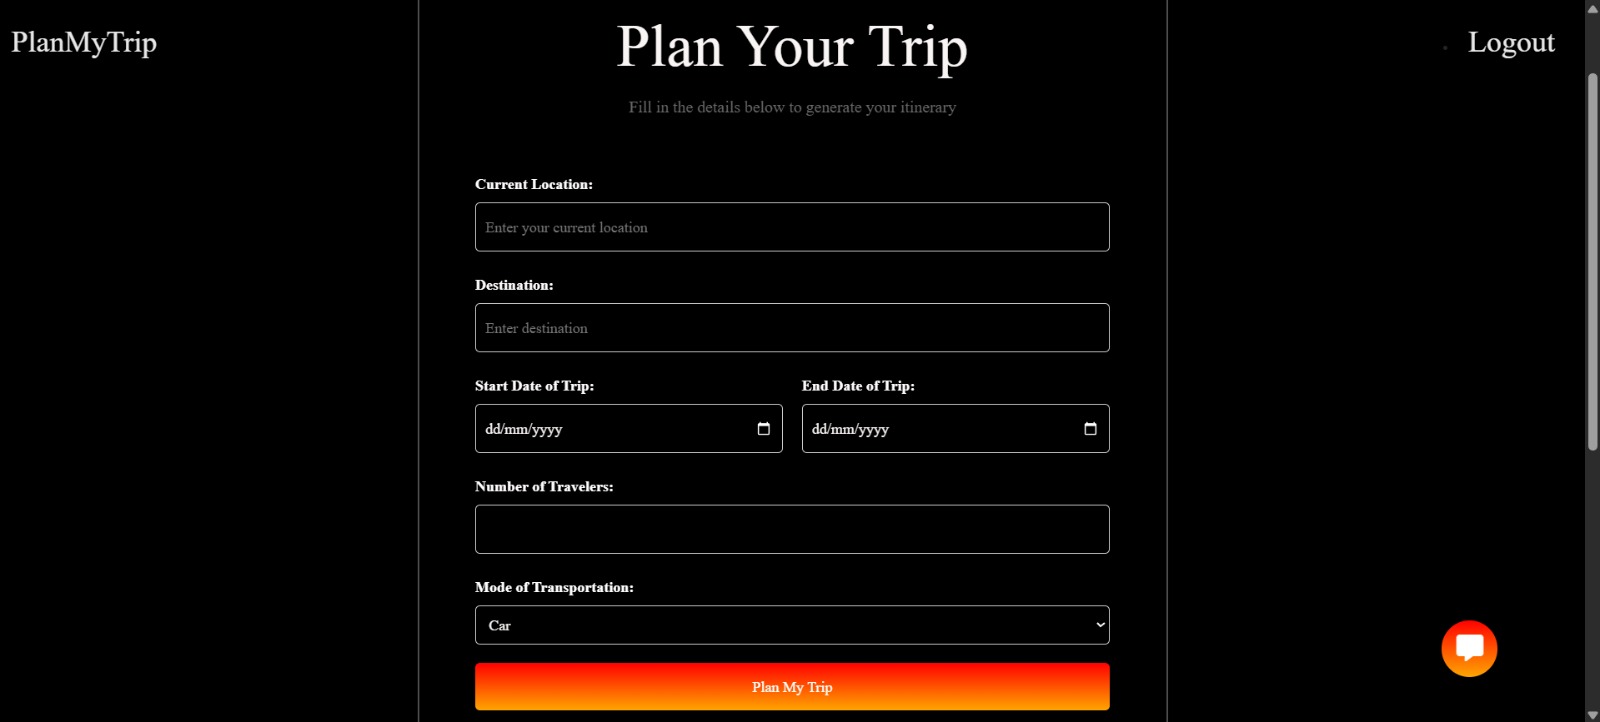 PlanMyTrip
Logout
Plan Your Trip
Fill in the details below to generate your itinerary
Current Location:
Enter your current location
Destination:
Enter destination
Start Date of Trip: End Date of Trip:
dd/mm/yyyy dd/mm/yyyy
Number of Travelers:
Mode of Transportation:
Car
Plan My Trip